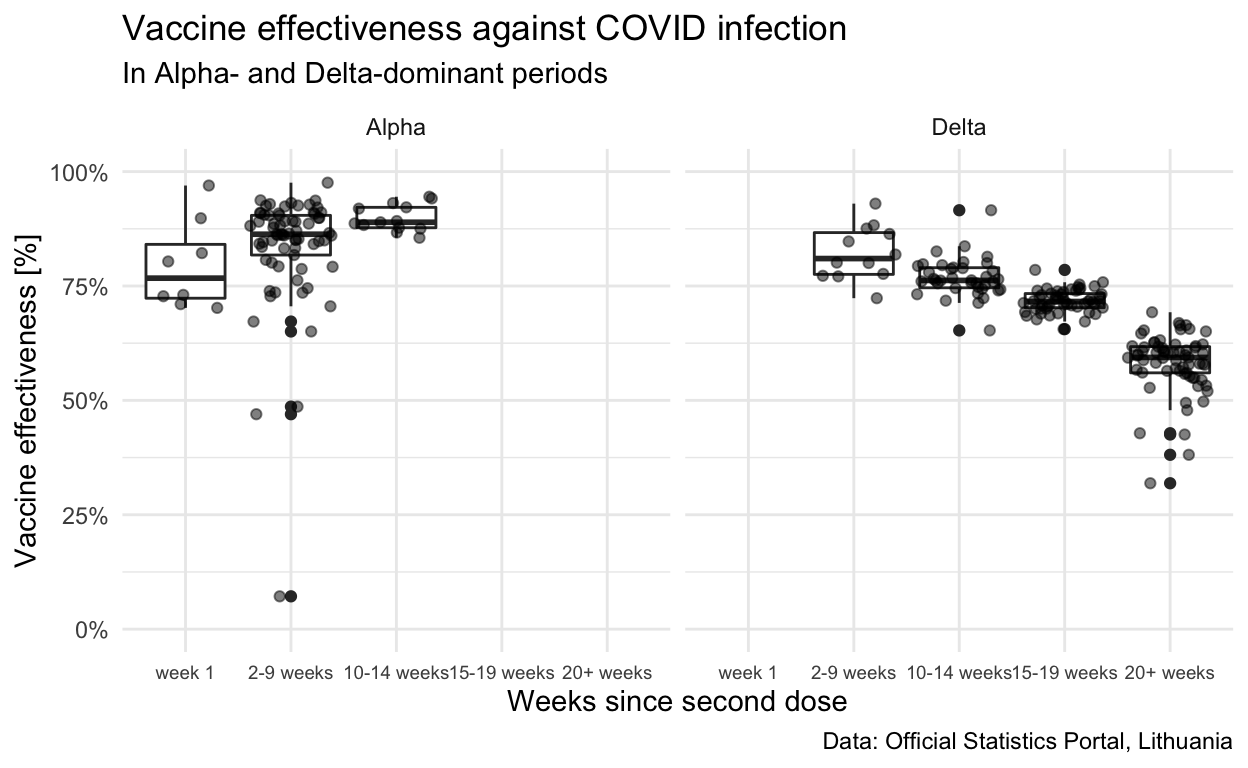 Vaccine effectiveness against COVID infection
In Alpha- and Delta-dominant periods
Alpha
Delta
Vaccine effectiveness [%]
100%
75%
50%
25%
0%
week 1
2-9 weeks
10-14 weeks
15-19 weeks
20+ weeks
week 1
2-9 weeks
10-14 weeks
15-19 weeks
20+ weeks
Weeks since second dose
Data: Official Statistics Portal, Lithuania